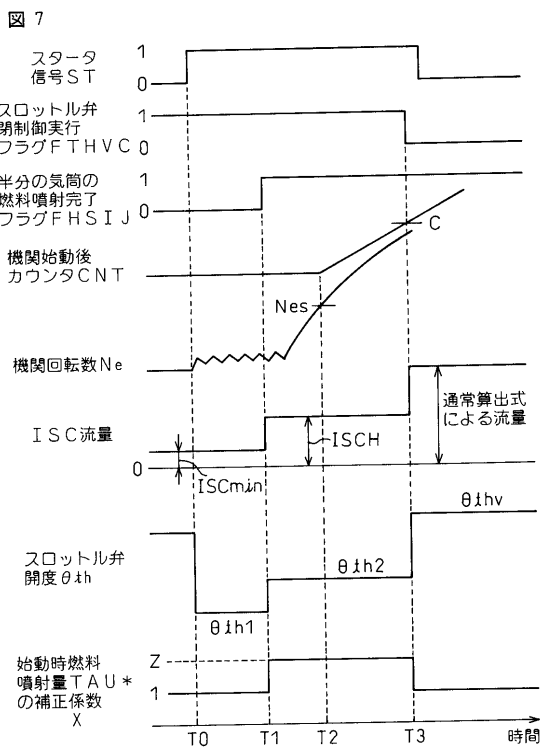 図7
スタータ
信号ST
1
0
スロットル弁
閉制御実行
フラグFTHVC
1
0
半分の気筒の
燃料噴射完了
フラグFHSIJ
1
0
機関始動後
カウンタCNT
C
Nes
機関回転数Ne
通常算出式
による流量
ISC流量
ISCH
0
ISCmin
θthv
スロットル弁
開度θth
θth2
θth1
始動時燃料
噴射量TAU*
の補正係数
X
Z
1
T0 T1 T2 T3 時間